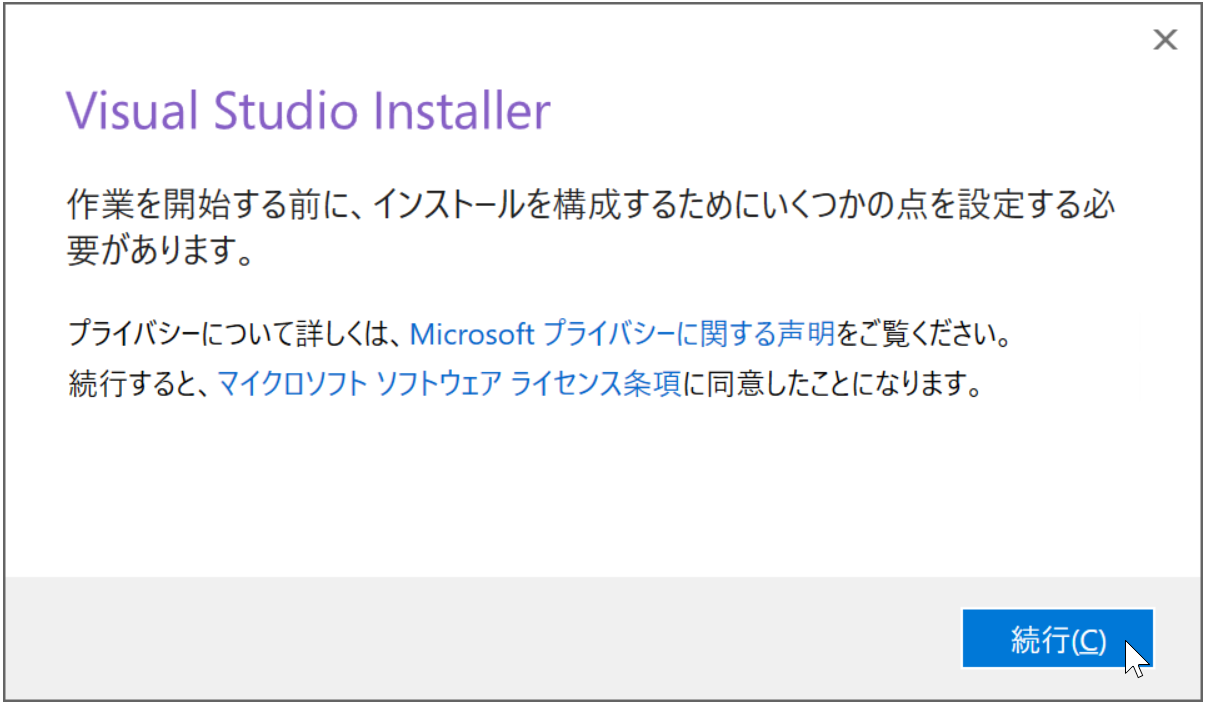 Visual Studio Installer
作業を開始する前に、インストールを構成するためにいくつかの点を設定する必
要があります。
プライバシーについて詳しくは、Microsoft プライバシーに関する声明をご覧ください。
続行すると、マイクロソフト ソフトウェア ライセンス条項に同意したことになります。
続行(C)